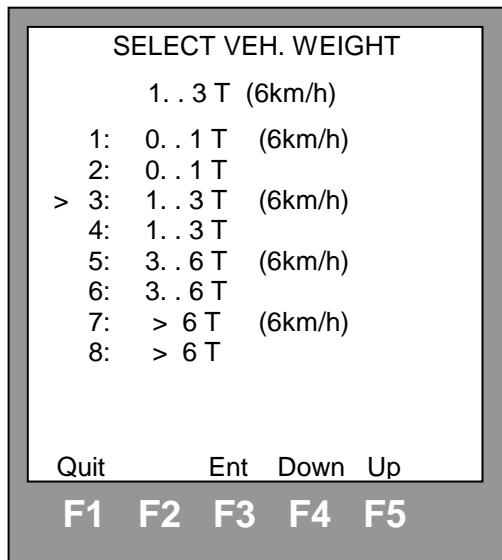 SELECT VEH. WEIGHT
1. . 3 T (6km/h)
1: 0. . 1 T (6km/h)
2: 0. . 1 T
> 3: 1. . 3 T (6km/h)
4: 1. . 3 T
5: 3. . 6 T (6km/h)
6: 3. . 6 T
7: > 6 T (6km/h)
8: > 6 T
Quit Ent Down Up
F1 F2 F3 F4 F5